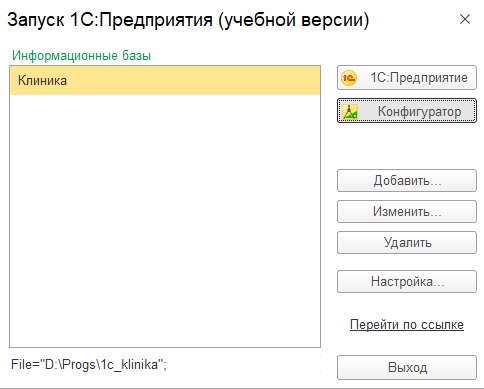 Запуск 1С:Предприятия (учебной версии)
Информационные базы
Клиника
1С:Предприятие
Конфигуратор
Добавить...
Изменить...
Удалить
Настройка...
Перейти по ссылке
File="D:\Progs\1c_klinika";
Выход